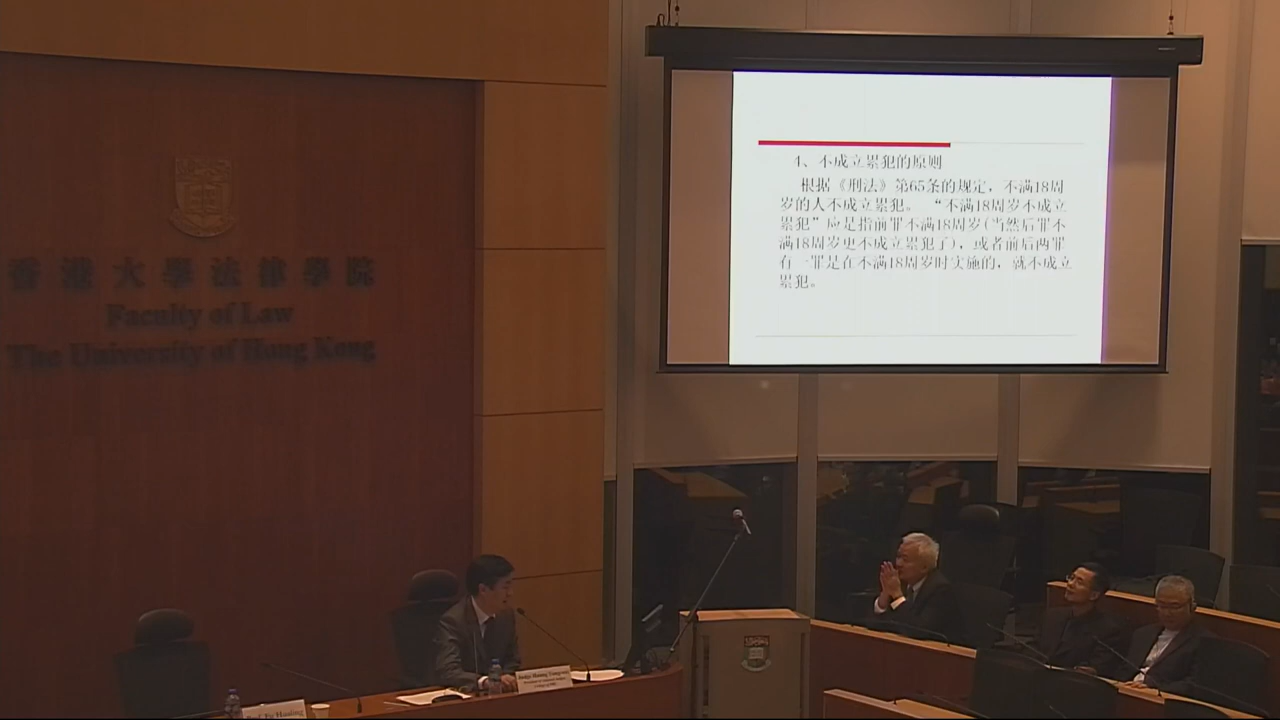 香港大學法律學院
Faculty of Law
The University of Hong Kong
4、不成立累犯的原则
根据《刑法》第65条的规定，不满18周
岁的人不成立累犯。 “不满18周岁不成立
累犯”应是指前罪不满18周岁(当然后罪不
满18周岁更不成立累犯了)，或者前后两罪
有一罪是在不满18周岁时实施的，就不成立
累犯。
Judge